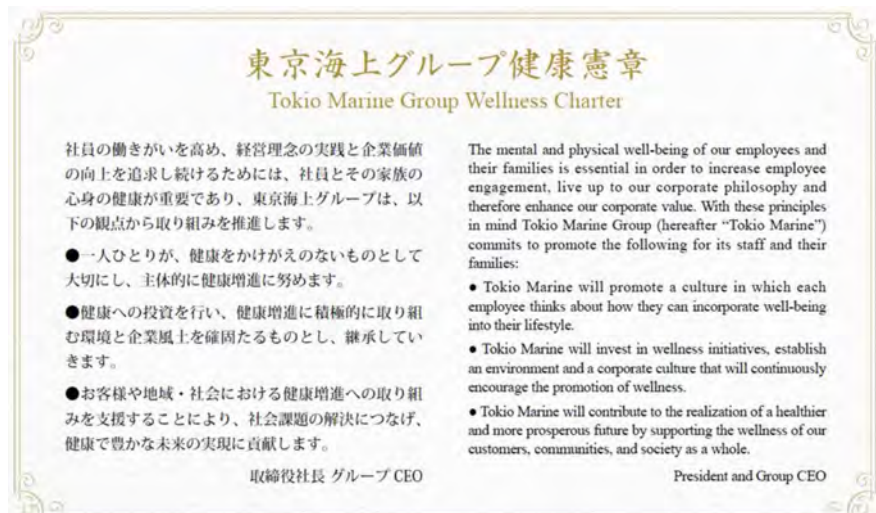 東京海上グループ健康憲章
Tokio Marine Group Wellness Charter
社員の働きがいを高め、経営理念の実践と企業価値
の向上を追求し続けるためには、社員とその家族の
心身の健康が重要であり、東京海上グループは、以
下の観点から取り組みを推進します。
●一人ひとりが、健康をかけがえのないものとして
大切にし、主体的に健康増進に努めます。
●健康への投資を行い、健康増進に積極的に取り組
む環境と企業風土を確固たるものとし、継承してい
きます。
●お客様や地域・社会における健康増進への取り組
みを支援することにより、社会課題の解決につなげ、
健康で豊かな未来の実現に貢献します。
取締役社長 グループ CEO
The mental and physical well-being of our employees and
their families is essential in order to increase employee
engagement, live up to our corporate philosophy and
therefore enhance our corporate value. With these principles
in mind Tokio Marine Group (hereafter “Tokio Marine”)
commits to promote the following for its staff and their
families:
● Tokio Marine will promote a culture in which each
employee thinks about how they can incorporate well-being
into their lifestyle.
● Tokio Marine will invest in wellness initiatives, establish
an environment and a corporate culture that will continuously
encourage the promotion of wellness.
● Tokio Marine will contribute to the realization of a healthier
and more prosperous future by supporting the wellness of our
customers, communities, and society as a whole.
President and Group CEO